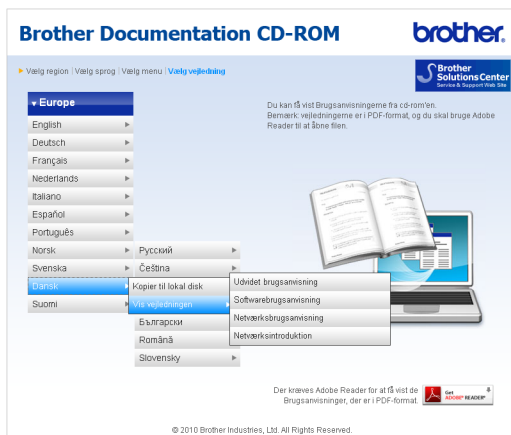 Brother Documentation CD-ROM
brother.
Vælg region | Vælg sprog | Vælg menu | Vælg vejledning
Brother
SolutionsCenter
Service & Support Web Site
Europe
English
Deutsch
Français
Nederlands
Italiano
Español
Português
Norsk
Svenska
Dansk
Suomi
Русский
Čeština
Kopier til lokal disk
Vis vejledningen
Български
Română
Slovensky
Udvidet brugsanvisning
Softwarebrugsanvisning
Netværksbrugsanvisning
Netværksintroduktion
Du kan få vist Brugsanvisningerne fra cd-rom'en.
Bemærk: vejledningerne er i PDF-format, og du skal bruge Adobe
Reader til at åbne filen.
Der kræves Adobe Reader for at få vist de
Brugsanvisninger, der er i PDF-format.
Get
ADOBE® READER®
© 2010 Brother Industries, Ltd. All Rights Reserved.